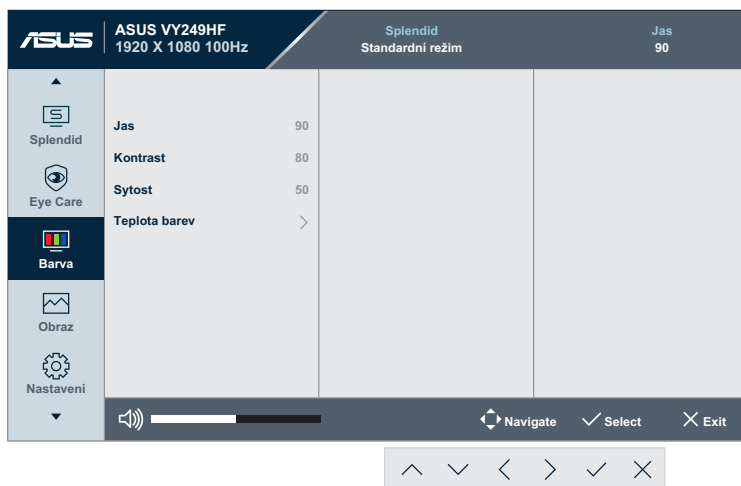 ASUS
ASUS VY249HF
1920 X 1080 100Hz
Splendid
Standardní režim
Jas
90
Splendid
Eye Care
Barva
Obraz
Nastavení
Jas 90
Kontrast 80
Sytost 50
Teplota barev
Navigate
Select
Exit